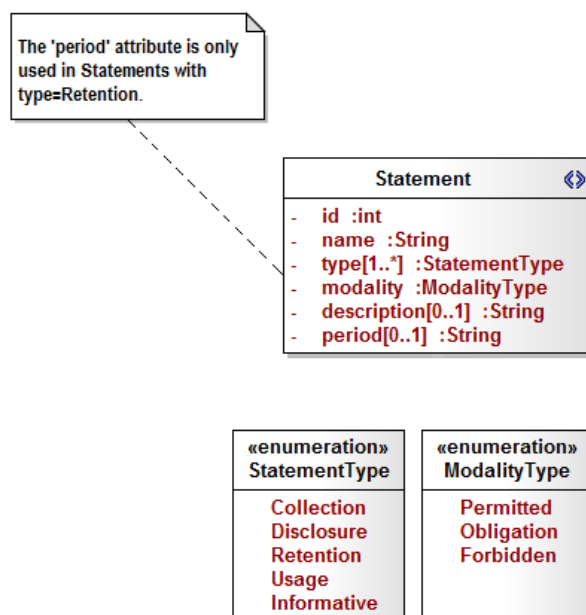 The 'period' attribute is only
used in Statements with
type=Retention.
Statement
- id :int
- name :String
- type[1..*] :StatementType
- modality :ModalityType
- description[0..1] :String
- period[0..1] :String
«enumeration»
StatementType
Collection
Disclosure
Retention
Usage
Informative
«enumeration»
ModalityType
Permitted
Obligation
Forbidden